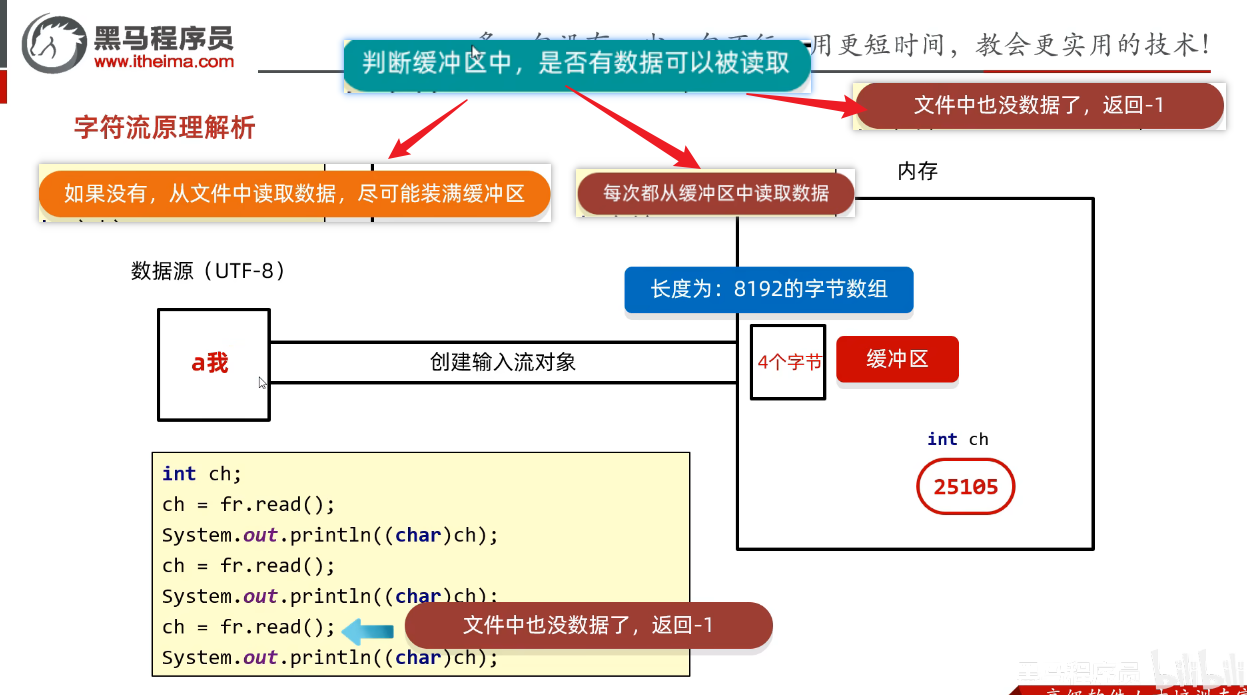 黑马程序员
www.itheima.com
用更短时间，教会更实用的技术！
判断缓冲区中，是否有数据可以被读取
文件中也没数据了，返回-1
字符流原理解析
如果没有，从文件中读取数据，尽可能装满缓冲区
每次都从缓冲区中读取数据
内存
数据源（UTF-8）
长度为：8192的字节数组
a我
创建输入流对象
4个字节
缓冲区
int ch
25105
int ch;
ch = fr.read();
System.out.println((char)ch);
ch = fr.read();
System.out.println((char)ch);
ch = fr.read();
文件中也没数据了，返回-1
System.out.println((char)ch);
bilibili